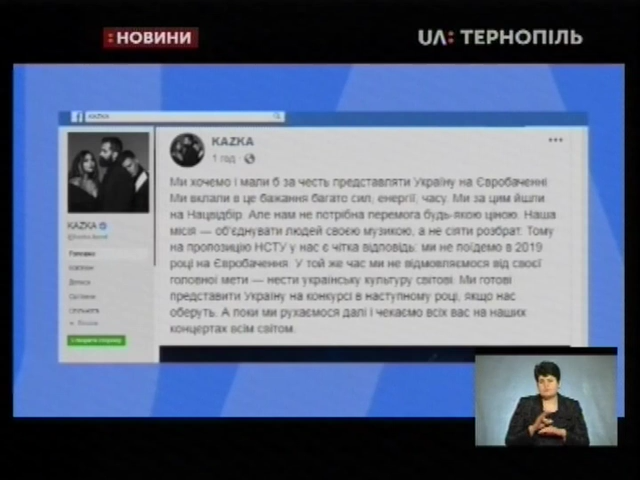 :НОВИНИ
UA: ТЕРНОПІЛЬ
KAZKA
KAZKA
1 год
Ми хочемо і мали б за честь представляти Україну на Євробаченні
Ми вклали в це бажання багато сил, енергії, часу. Ми за цим йшли
на Нацвідбір. Але нам не потрібна перемога будь-якою ціною. Наша
місія — об'єднувати людей своєю музикою, а не сіяти розбрат. Тому
на пропозицію НСТУ у нас є чітка відповідь: ми не поїдемо в 2019
році на Євробачення. У той же час ми не відмовляємося від своєї
головної мети — нести українську культуру світові. Ми готові
представити Україну на конкурсі в наступному році, якщо нас
оберуть. А поки ми рухаємося далі і чекаємо всіх вас на наших
концертах всім світом.
KAZKA
Головна